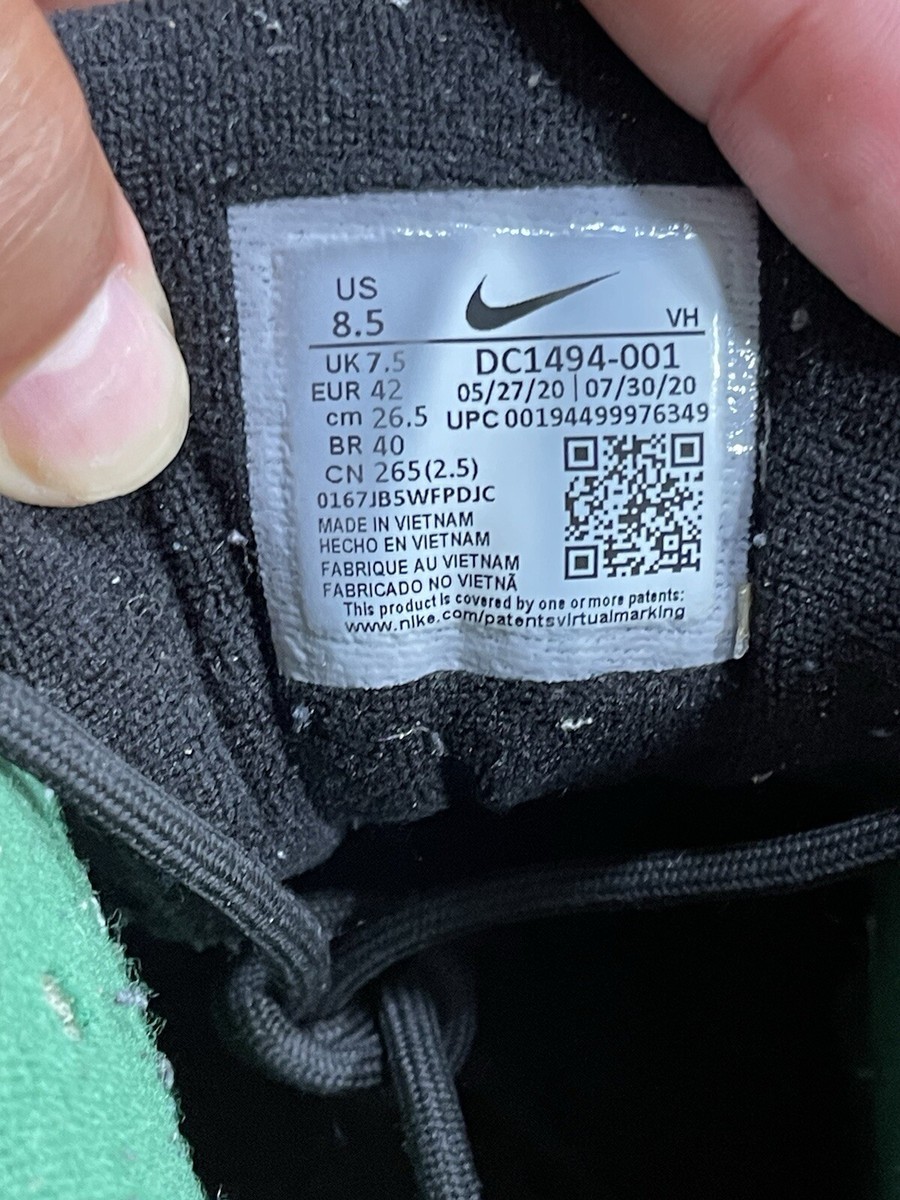 US
8.5
VH
UK 7.5
EUR 42
cm 26.5
BR 40
CN 265(2.5)
DC1494-001
05/27/20 | 07/30/20
UPC 00194499976349
0167JB5WFPDJC
MADE IN VIETNAM
HECHO EN VIETNAM
FABRIQUE AU VIETNAM
FABRICADO NO VIETNÃ
This product is covered by one or more patents:
www.nike.com/patentsvirtualmarking